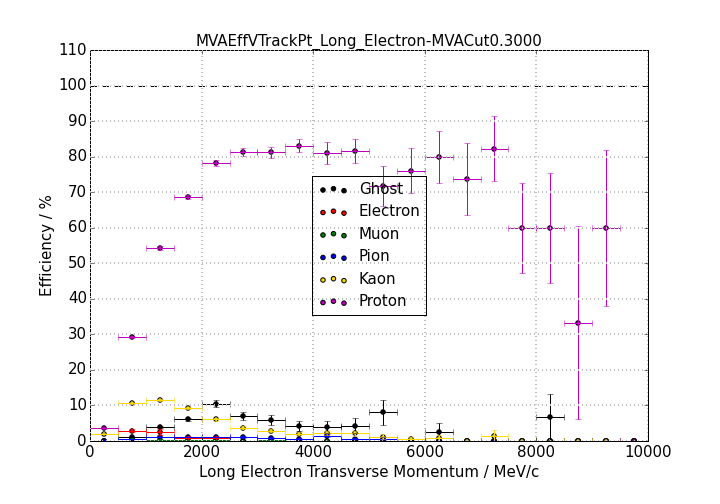 MVAEffVTrackPt_Long_Electron-MVACut0.3000
110
100
90
80
70
60
50
40
30
20
10
0
Efficiency / %
Ghost
Electron
Muon
Pion
Kaon
Proton
0 2000 4000 6000 8000 10000
Long Electron Transverse Momentum / MeV/c